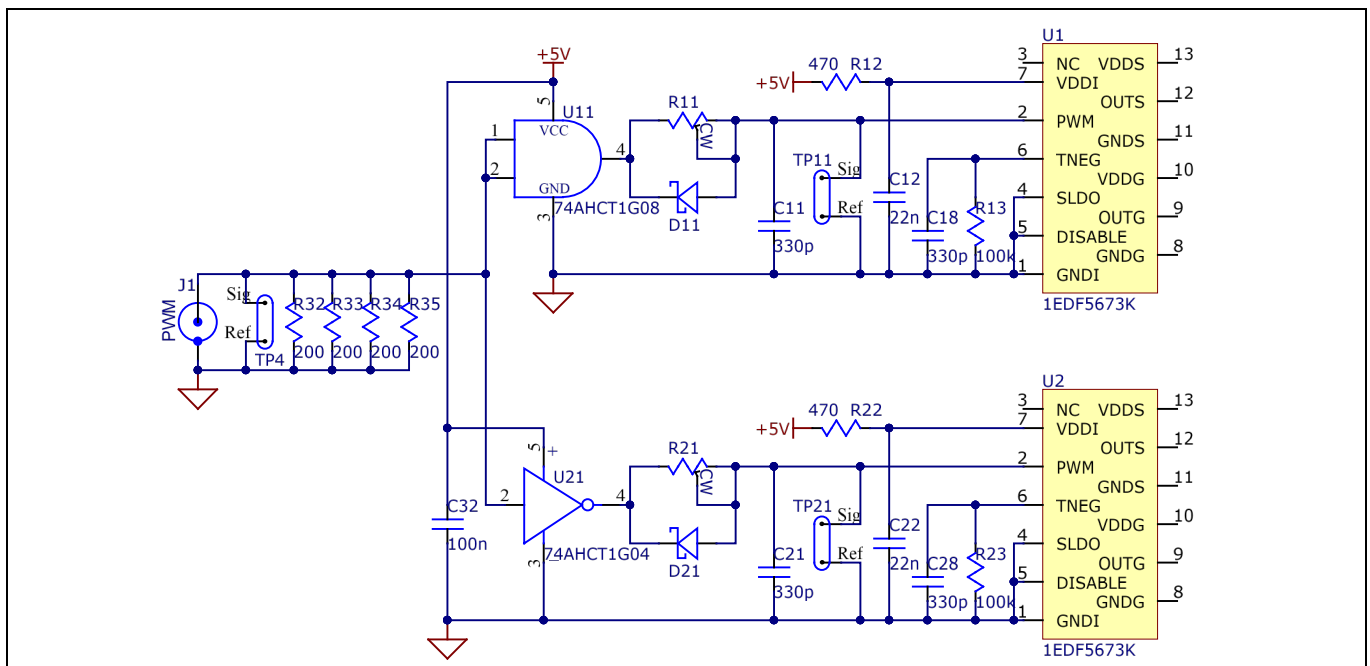 U1
+5V
3 NC VDDS 13
470 R12
7 VDDI
+5V
OUTS 12
5
U11
R11
VCC
CW
2 PWM
1
GNDS 11
4
TP11
6 TNEG
2
Sig
C12
VDDG 10
GND
4 SLDO
74AHCT1G08
Ref
22n
C18
R13
OUTG 9
3
D11
C11
5 DISABLE
330p
330p
100k
GNDG 8
1 GNDI
J1
Sig
R32
R33
R34
R35
1EDF5673K
PWM
Ref
200
200
200
200
TP4
U2
470 R22
3 NC VDDS 13
+5V
7 VDDI
5
+
R21
OUTS 12
CW
2 PWM
U21
GNDS 11
2
4
TP21
6 TNEG
C32
Sig
C22
VDDG 10
100n
4 SLDO
74AHCT1G04
Ref
22n
C28
R23
OUTG 9
3
D21
C21
5 DISABLE
330p
330p
100k
GNDG 8
1 GNDI
1EDF5673K